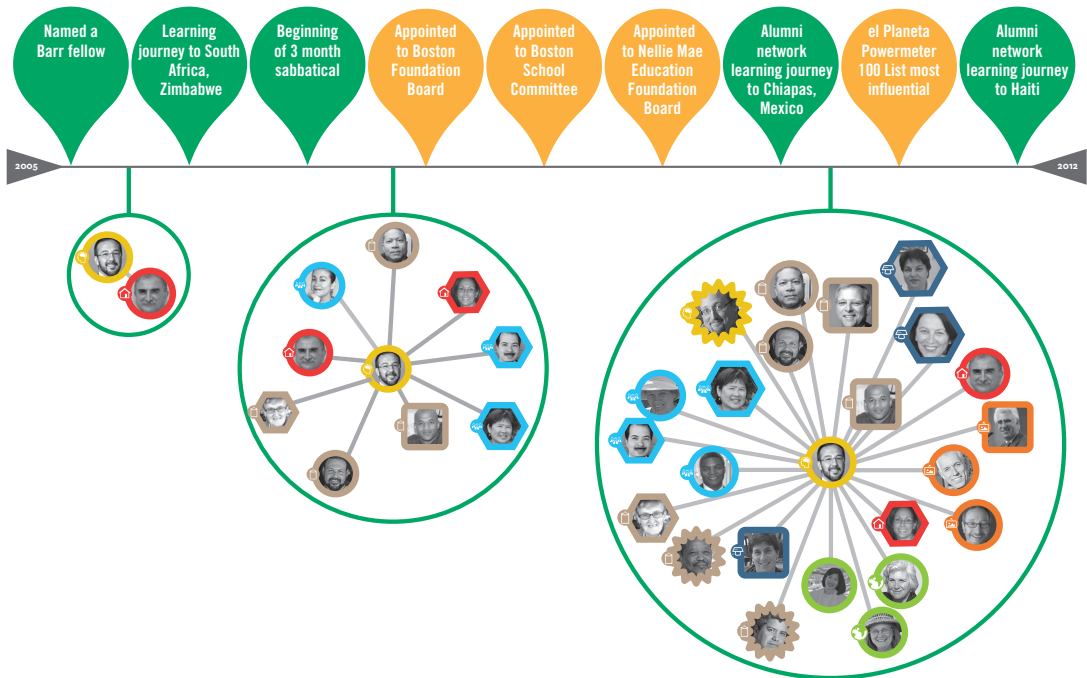 Named a
Barr fellow
Learning
journey to South
Africa,
Zimbabwe
Beginning
of 3 month
sabbatical
Appointed
to Boston
Foundation
Board
Appointed
to Boston
School
Committee
Appointed
to Nellie Mae
Education
Foundation
Board
Alumni
network
learning journey
to Chiapas,
Mexico
el Planeta
Powermeter
100 List most
influential
Alumni
network
learning journey
to Haiti
2005
2012